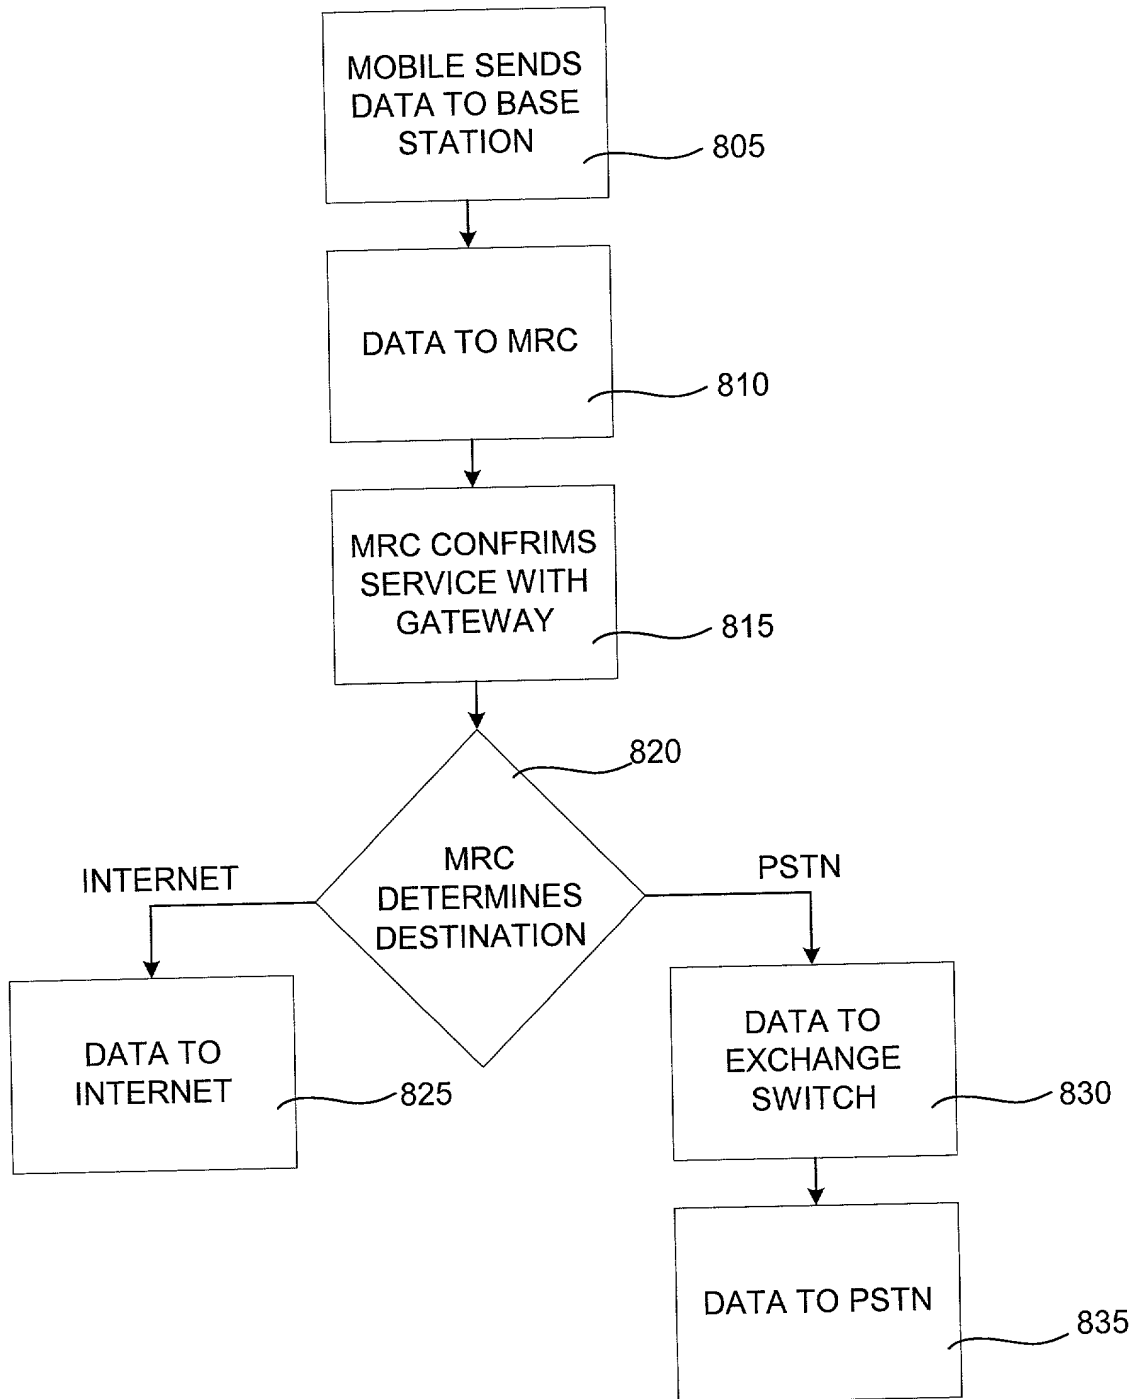 MOBILE SENDS
DATA TO BASE
STATION
805
DATA TO MRC
810
MRC CONFRIMS
SERVICE WITH
GATEWAY
815
820
MRC
DETERMINES
DESTINATION
INTERNET
PSTN
DATA TO
INTERNET
825
DATA TO
EXCHANGE
SWITCH
830
DATA TO PSTN
835